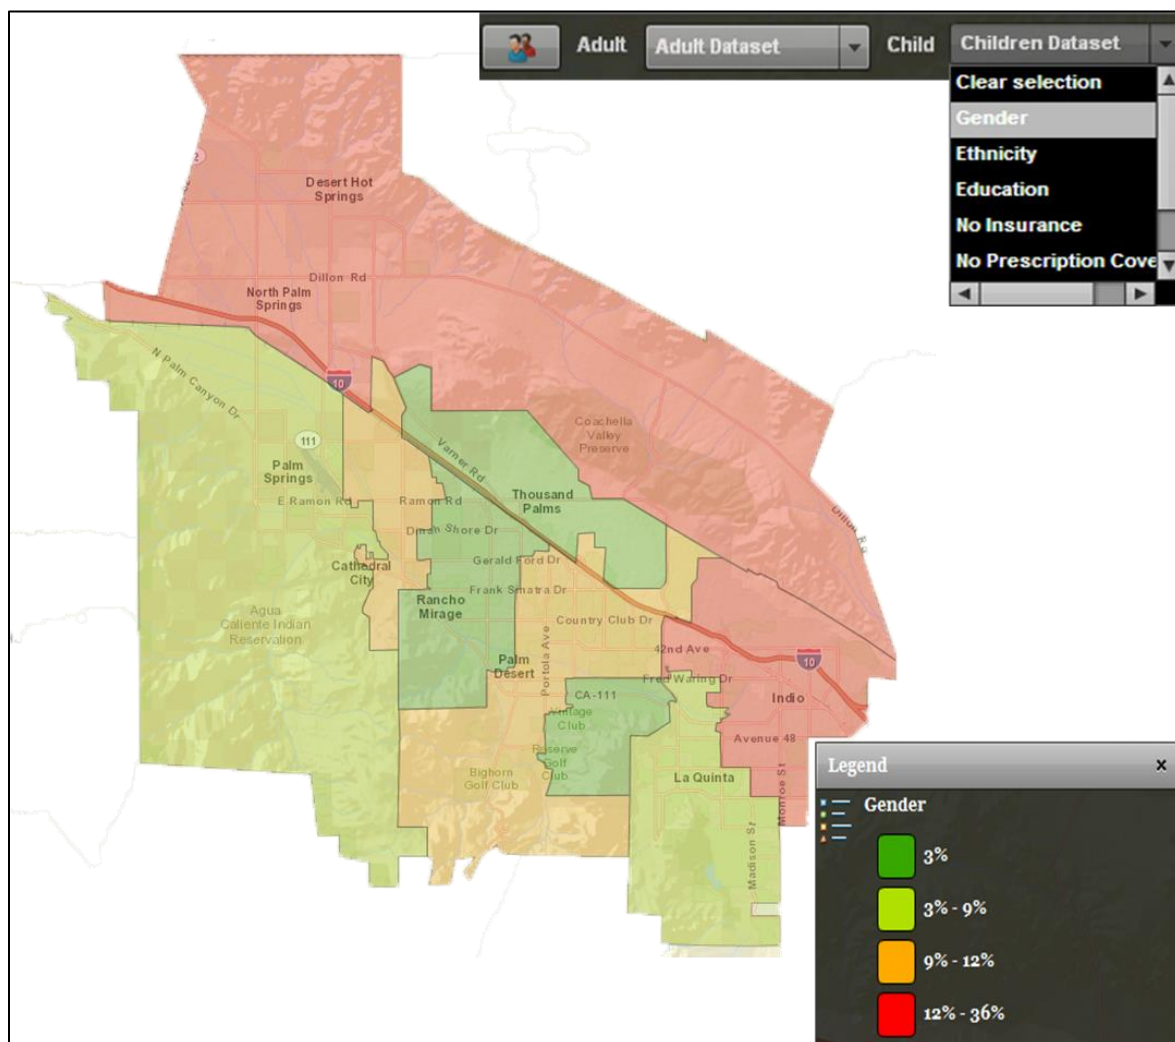 Adult
Adult Dataset
Child
Children Dataset
Clear selection
Gender
Ethnicity
Education
No Insurance
No Prescription Cove
Desert Hot
Springs
Dillon Rd
North Palm
Springs
N Palm Canyon Dr
10
Coachella
Valley
Preserve
111
Varner Rd
Palm
Springs
E Ramon Rd
Ramon Rd
Thousand
Palms
Dillon Rd
Dinah Shore Dr
Gerald Ford Dr
Cathedral
City
Frank Sinatra Dr
Rancho
Mirage
Agua
Caliente Indian
Reservation
Country Club Dr
Portola Ave
42nd Ave
10
Palm
Desert
Fred Waring Dr
CA-111
Indio
Vintage
Club
Avenue 48
Reserve
Golf
Club
Bighorn
Golf Club
La Quinta
Monroe St
Madison St
Legend
x
Gender
3%
3% - 9%
9% - 12%
12% - 36%